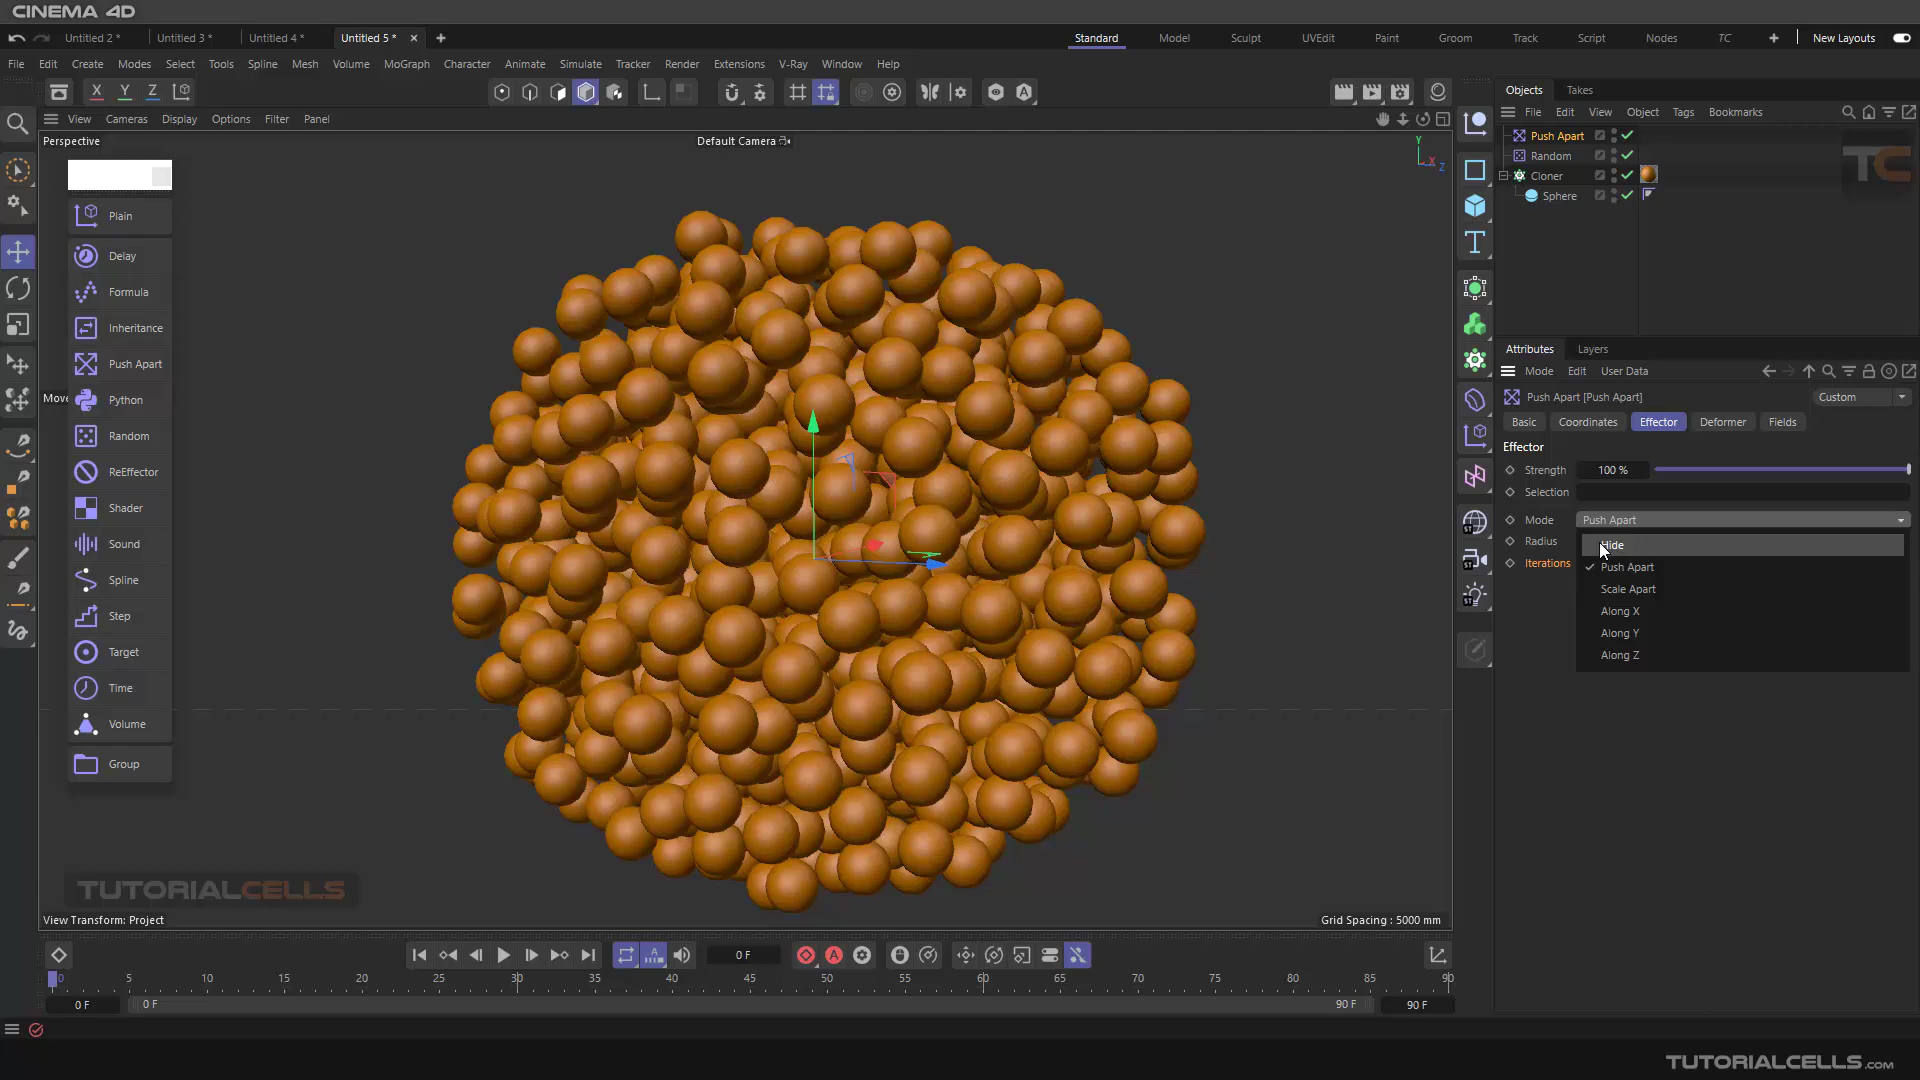 CINEMA 4D
Untitled 2 *
Untitled 3 *
Untitled 4 *
Untitled 5 *
Standard
Model
Sculpt
UVEdit
Paint
Groom
Track
Script
Nodes
TC
New Layouts
File Edit Create Modes Select Tools Spline Mesh Volume MoGraph Character Animate Simulate Tracker Render Extensions V-Ray Window Help
X Y Z
Objects Takes
File Edit View Object Tags Bookmarks
View Cameras Display Options Filter Panel
Perspective
Default Camera
Y
X
Z
Push Apart
Random
Cloner
Sphere
TC
Plain
Delay
Formula
Inheritance
Push Apart
Move
Python
Random
ReEffector
Shader
Sound
Spline
Step
Target
Time
Volume
Group
Attributes Layers
Mode Edit User Data
Push Apart [Push Apart]
Custom
Basic Coordinates Effector Deformer Fields
Effector
Strength 100 %
Selection
Mode Push Apart
Radius
Iterations
Hide
Push Apart
Scale Apart
Along X
Along Y
Along Z
ST
ST
ST
TUTORIALCELLS
View Transform: Project
Grid Spacing : 5000 mm
0 F
0 5 10 15 20 25 30 35 40 45 50 55 60 65 70 75 80 85 90
0 F
0 F
90 F
90 F
TUTORIALCELLS.COM